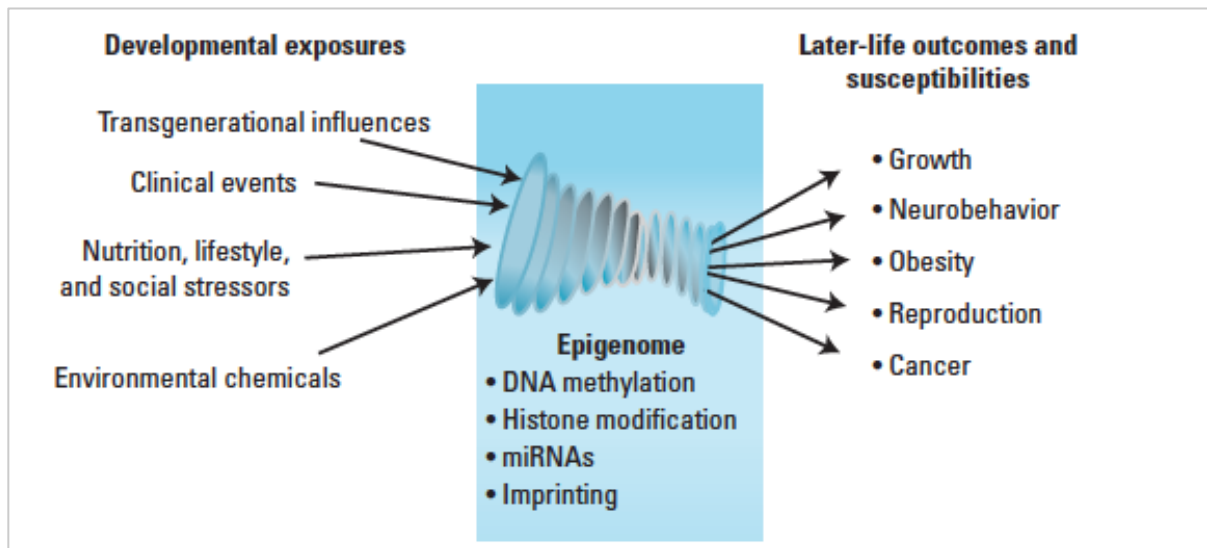 Developmental exposures
Transgenerational influences
Clinical events
Nutrition, lifestyle,
and social stressors
Environmental chemicals
Epigenome
• DNA methylation
• Histone modification
• miRNAs
• Imprinting
Later-life outcomes and
susceptibilities
• Growth
• Neurobehavior
• Obesity
• Reproduction
• Cancer